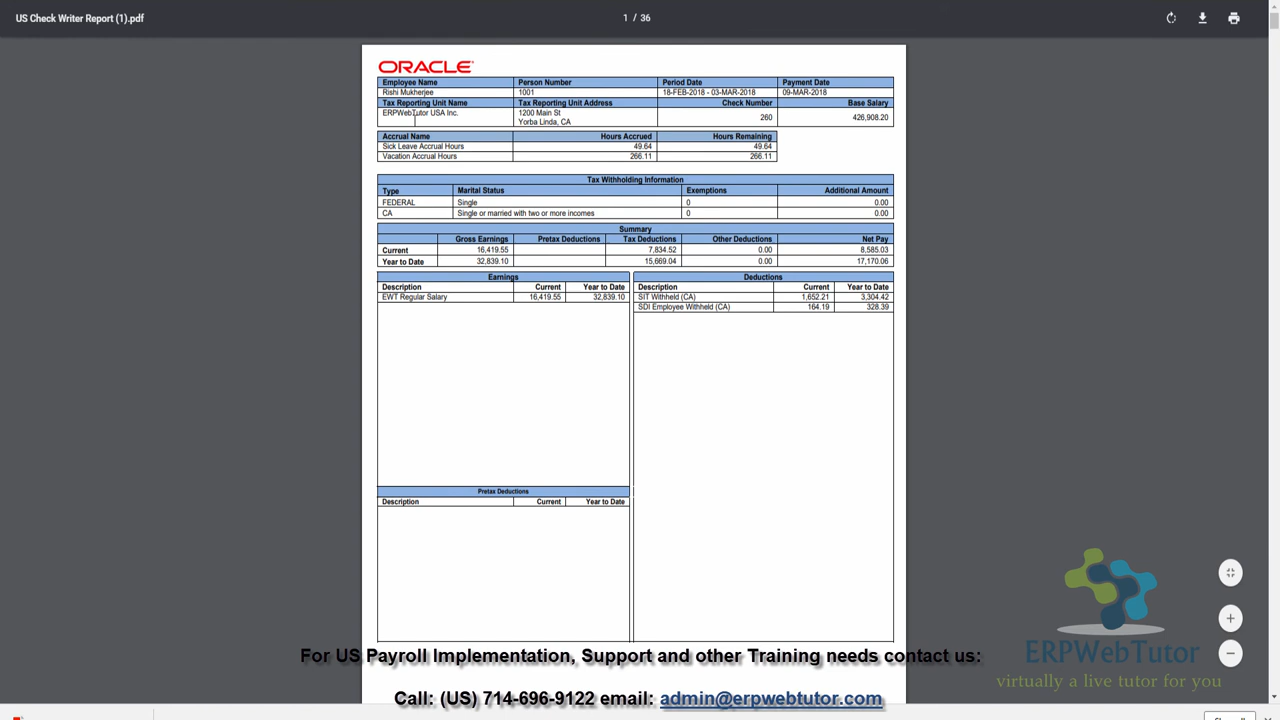 US Check Writer Report (1).pdf 1 / 36
ORACLE
Employee Name Person Number Period Date Payment Date
Rishi Mukherjee 1001 18-FEB-2018 - 03-MAR-2018 09-MAR-2018
Tax Reporting Unit Name Tax Reporting Unit Address Check Number Base Salary
ERPWebTutor USA Inc. 1200 Main St
Yorba Linda, CA 260 426,908.20
Accrual Name Hours Accrued Hours Remaining
Sick Leave Accrual Hours 49.64 49.64
Vacation Accrual Hours 266.11 266.11
Tax Withholding Information
Type Marital Status Exemptions Additional Amount
FEDERAL Single 0 0.00
CA Single or married with two or more incomes 0 0.00
Summary
Gross Earnings Pretax Deductions Tax Deductions Other Deductions Net Pay
Current 16,419.55 7,834.52 0.00 8,585.03
Year to Date 32,839.10 15,669.04 0.00 17,170.06
Earnings
Description Current Year to Date
EWT Regular Salary 16,419.55 32,839.10
Deductions
Description Current Year to Date
SIT Withheld (CA) 1,652.21 3,304.42
SDI Employee Withheld (CA) 164.19 328.39
Pretax Deductions
Description Current Year to Date
For US Payroll Implementation, Support and other Training needs contact us:
Call: (US) 714-696-9122 email: admin@erpwebtutor.com
ERPWebTutor
virtually a live tutor for you